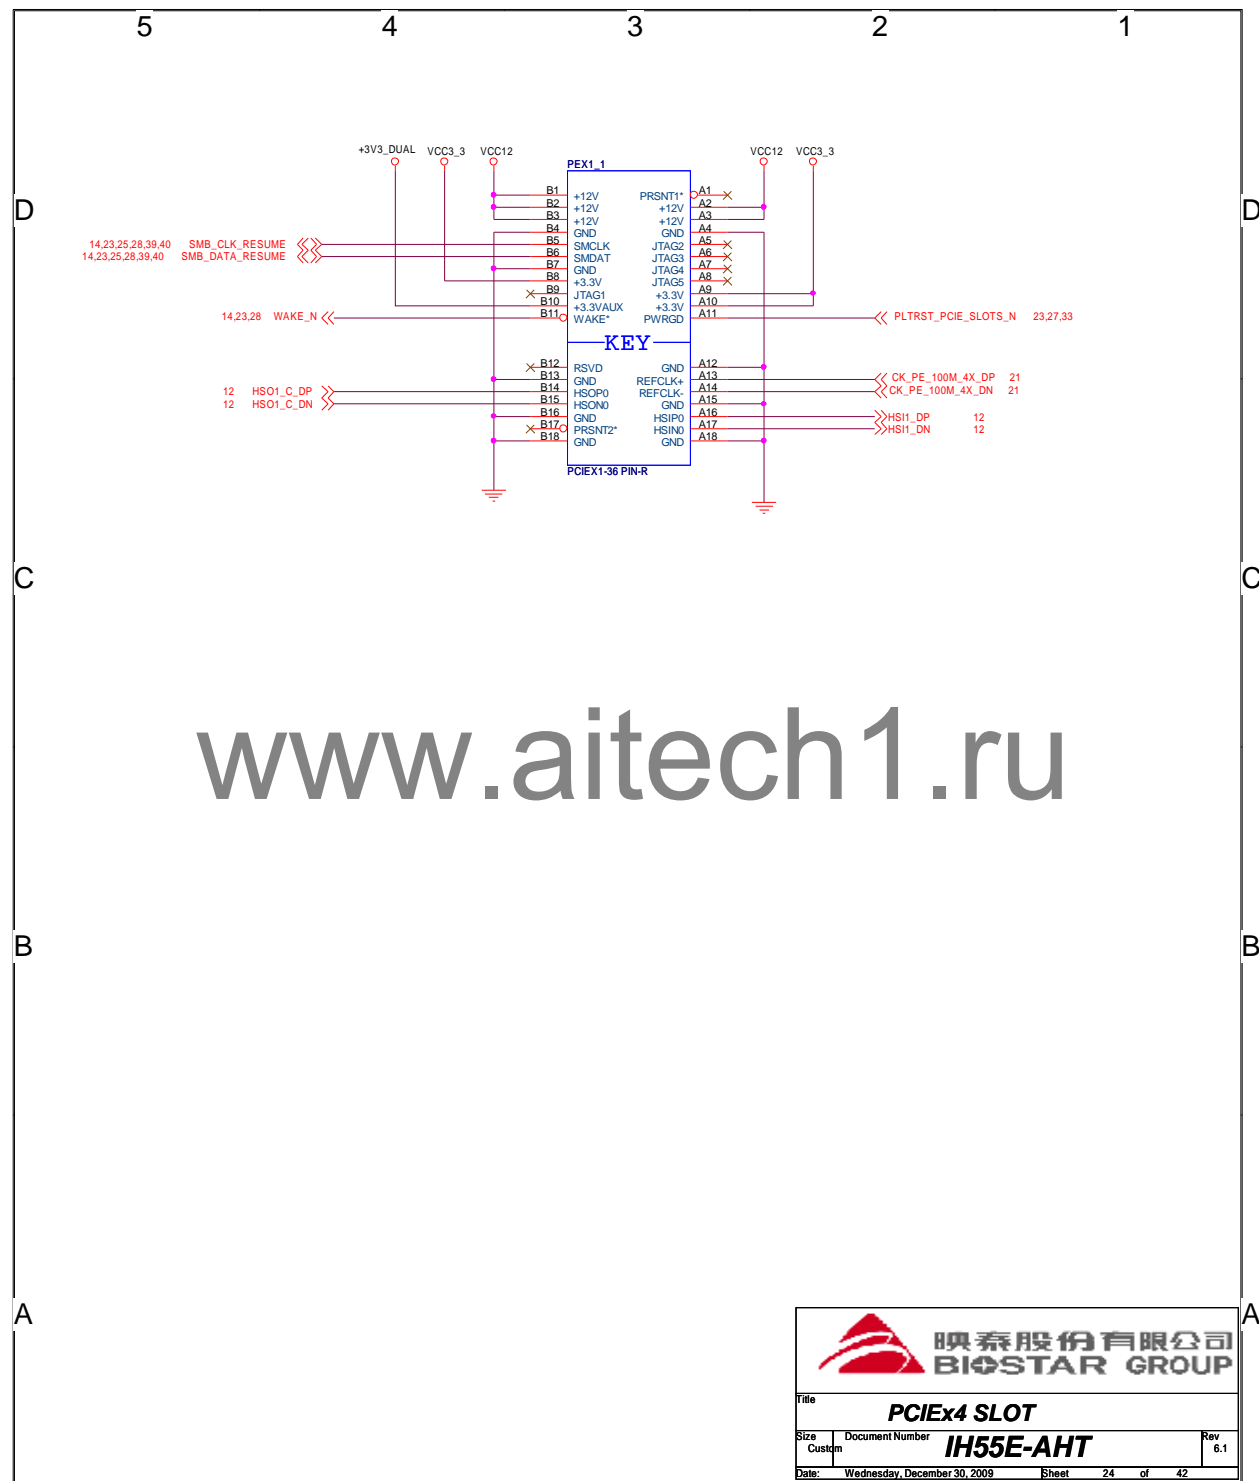 5 4 3 2 1
+3V3_DUAL VCC3_3 VCC12 VCC12 VCC3_3
PEX1_1
D D
B1 +12V PRSNT1* A1
B2 +12V +12V A2
B3 +12V +12V A3
B4 GND GND A4
14,23,25,28,39,40 SMB_CLK_RESUME B5 SMCLK JTAG2 A5
14,23,25,28,39,40 SMB_DATA_RESUME B6 SMDAT JTAG3 A6
B7 GND JTAG4 A7
B8 +3.3V JTAG5 A8
B9 JTAG1 +3.3V A9
B10 +3.3VAUX +3.3V A10
14,23,28 WAKE_N B11 WAKE* PWRGD A11 PLTRST_PCIE_SLOTS_N 23,27,33
KEY
B12 RSVD GND A12
B13 GND REFCLK+ A13 CK_PE_100M_4X_DP 21
12 HSO1_C_DP B14 HSOP0 REFCLK- A14 CK_PE_100M_4X_DN 21
12 HSO1_C_DN B15 HSON0 GND A15
B16 GND HSIP0 A16 HSI1_DP 12
B17 PRSNT2* HSIN0 A17 HSI1_DN 12
B18 GND GND A18
PCIEX1-36 PIN-R
C C
www.aitech1.ru
B B
A A
映泰股份有限公司
BIOSTAR GROUP
Title
PCIEx4 SLOT
Size Document Number Rev
Custom IH55E-AHT 6.1
Date: Wednesday, December 30, 2009 Sheet 24 of 42